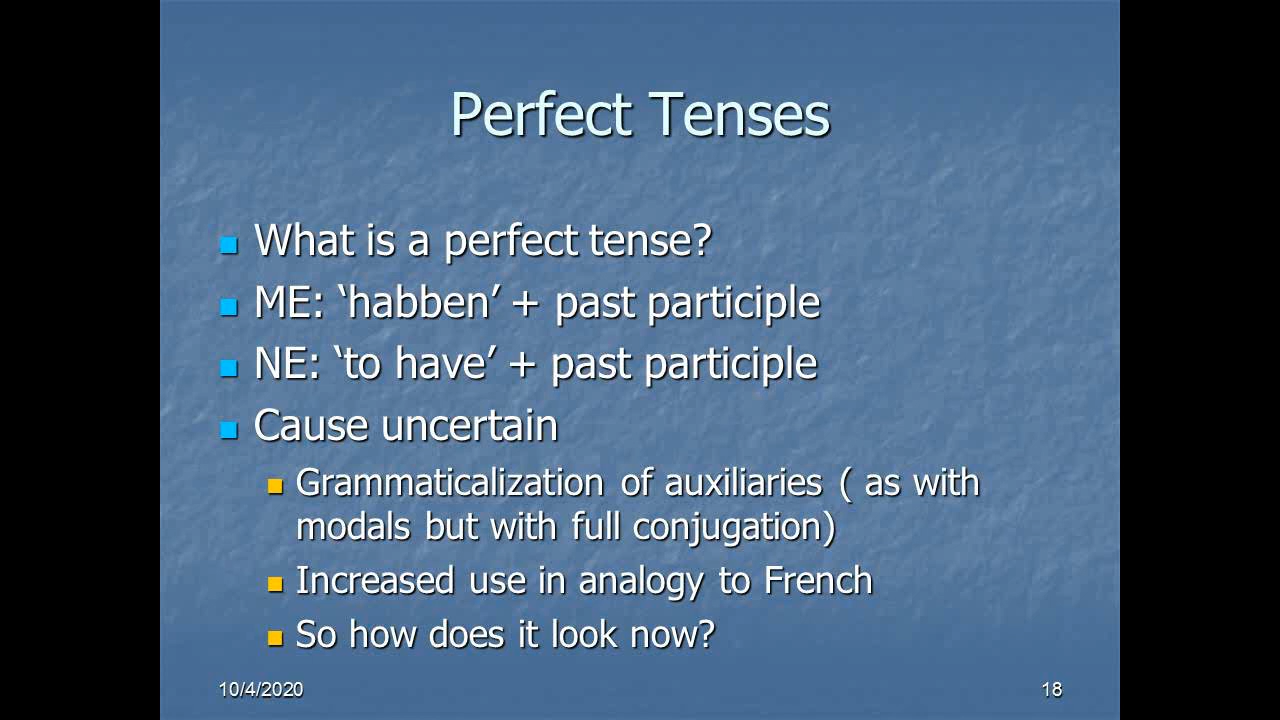 Perfect Tenses
What is a perfect tense?
ME: ‘habben’ + past participle
NE: ‘to have’ + past participle
Cause uncertain
Grammaticalization of auxiliaries ( as with
modals but with full conjugation)
Increased use in analogy to French
So how does it look now?
10/4/2020
18